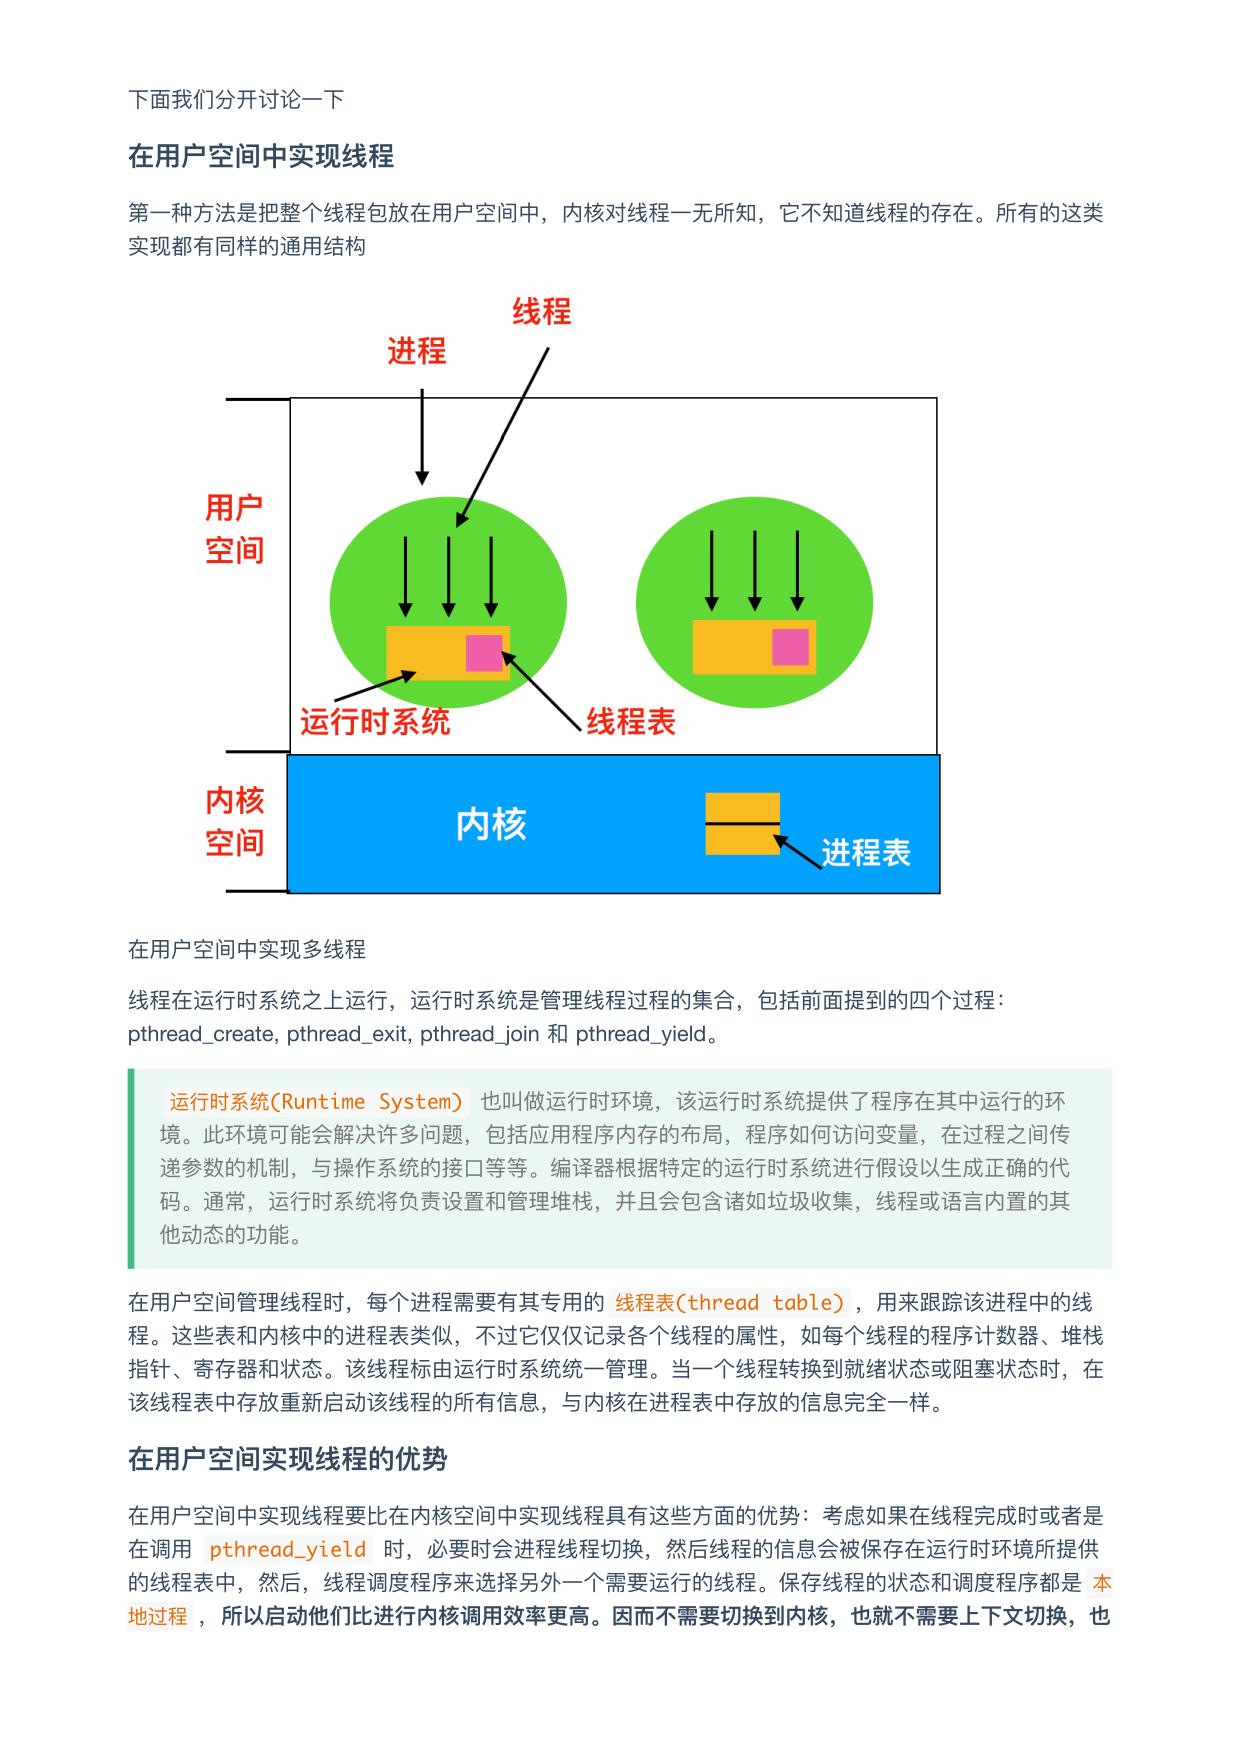 下面我们分开讨论一下
在用户空间中实现线程
第一种方法是把整个线程包放在用户空间中，内核对线程一无所知，它不知道线程的存在。所有的这类
实现都有同样的通用结构
线程
进程
用户
空间
运行时系统
线程表
内核
空间
内核
进程表
在用户空间中实现多线程
线程在运行时系统之上运行，运行时系统是管理线程过程的集合，包括前面提到的四个过程：
pthread_create, pthread_exit, pthread_join 和 pthread_yield。
运行时系统(Runtime System) 也叫做运行时环境，该运行时系统提供了程序在其中运行的环
境。此环境可能会解决许多问题，包括应用程序内存的布局，程序如何访问变量，在过程之间传
递参数的机制，与操作系统的接口等等。编译器根据特定的运行时系统进行假设以生成正确的代
码。通常，运行时系统将负责设置和管理堆栈，并且会包含诸如垃圾收集，线程或语言内置的其
他动态的功能。
在用户空间管理线程时，每个进程需要有其专用的 线程表(thread table) ，用来跟踪该进程中的线
程。这些表和内核中的进程表类似，不过它仅仅记录各个线程的属性，如每个线程的程序计数器、堆栈
指针、寄存器和状态。该线程标由运行时系统统一管理。当一个线程转换到就绪状态或阻塞状态时，在
该线程表中存放重新启动该线程的所有信息，与内核在进程表中存放的信息完全一样。
在用户空间实现线程的优势
在用户空间中实现线程要比在内核空间中实现线程具有这些方面的优势：考虑如果在线程完成时或者是
在调用 pthread_yield 时，必要时会进程线程切换，然后线程的信息会被保存在运行时环境所提供
的线程表中，然后，线程调度程序来选择另外一个需要运行的线程。保存线程的状态和调度程序都是 本
地过程 ，所以启动他们比进行内核调用效率更高。因而不需要切换到内核，也就不需要上下文切换，也